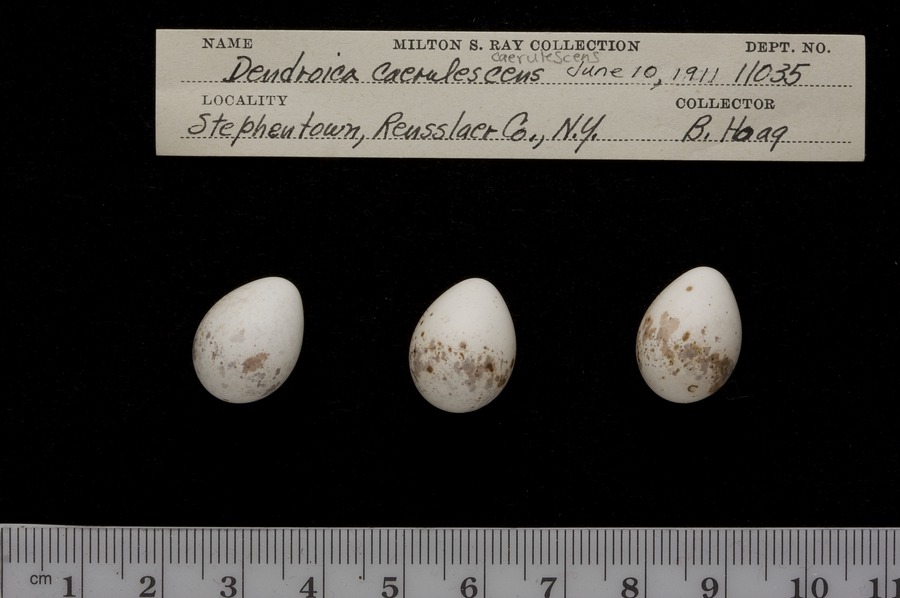 NAME MILTON S. RAY COLLECTION DEPT. NO.
caerulescens
Dendroica caerulescens June 10, 1911 11035
LOCALITY COLLECTOR
Stephentown, Rensslaer Co., N.Y. B. Hoag
cm 1 2 3 4 5 6 7 8 9 10 11